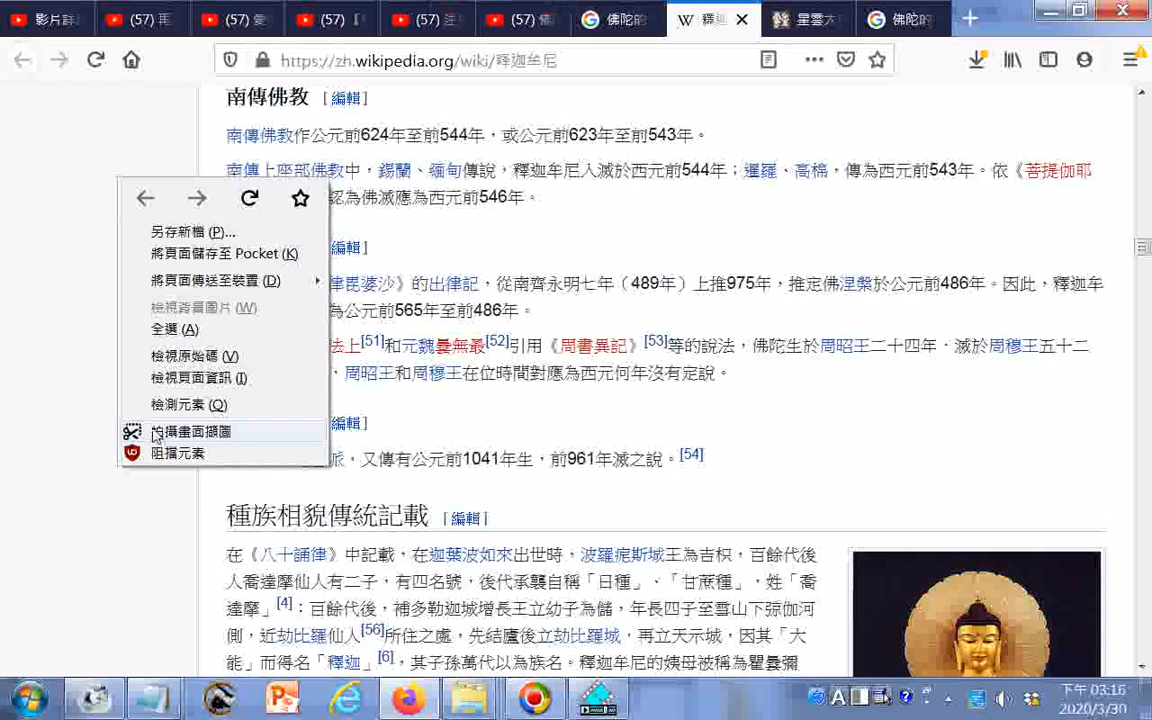 影片詳
(57) 再
(57) 愛
(57)
(57) 注
(57)
佛陀的
W 釋迦
星雲大
佛陀的
https://zh.wikipedia.org/wiki/釋迦牟尼
南傳佛教 [編輯]
南傳佛教作公元前624年至前544年，或公元前623年至前543年。
南傳上座部佛教中，錫蘭、緬甸傳說，釋迦牟尼入滅於西元前544年；暹羅、高棉，傳為西元前543年。依《菩提伽耶
認為佛滅應為西元前546年。
編輯]
律毘婆沙》的出律記，從南齊永明七年（489年）上推975年，推定佛涅槃於公元前486年。因此，釋迦牟
為公元前565年至前486年。
法上[51]和元魏曇無最[52]引用《周書異記》[53]等的說法，佛陀生於周昭王二十四年．滅於周穆王五十二
，周昭王和周穆王在位時間對應為西元何年沒有定說。
編輯]
派，又傳有公元前1041年生，前961年滅之說。[54]
另存新檔 (P)...
將頁面儲存至 Pocket (K)
將頁面傳送至裝置 (D)
檢視背景圖片 (W)
全選 (A)
檢視原始碼 (V)
檢視頁面資訊 (I)
檢測元素 (Q)
拍攝畫面擷圖
阻擋元素
種族相貌傳統記載 [編輯]
在《八十誦律》中記載，在迦葉波如來出世時，波羅疪斯城王為吉枳，百餘代後
人喬達摩仙人有二子，有四名號，後代承襲自稱「日種」、「甘蔗種」，姓「喬
達摩」[4]：百餘代後，補多勒迦城增長王立幼子為儲，年長四子至雪山下弶伽河
側，近劫比羅仙人[56]所住之處，先結廬後立劫比羅城，再立天示城，因其「大
能」而得名「釋迦」[6]，其子孫萬代以為族名。釋迦牟尼的姨母被稱為瞿曇彌
下午 03:16
2020/3/30